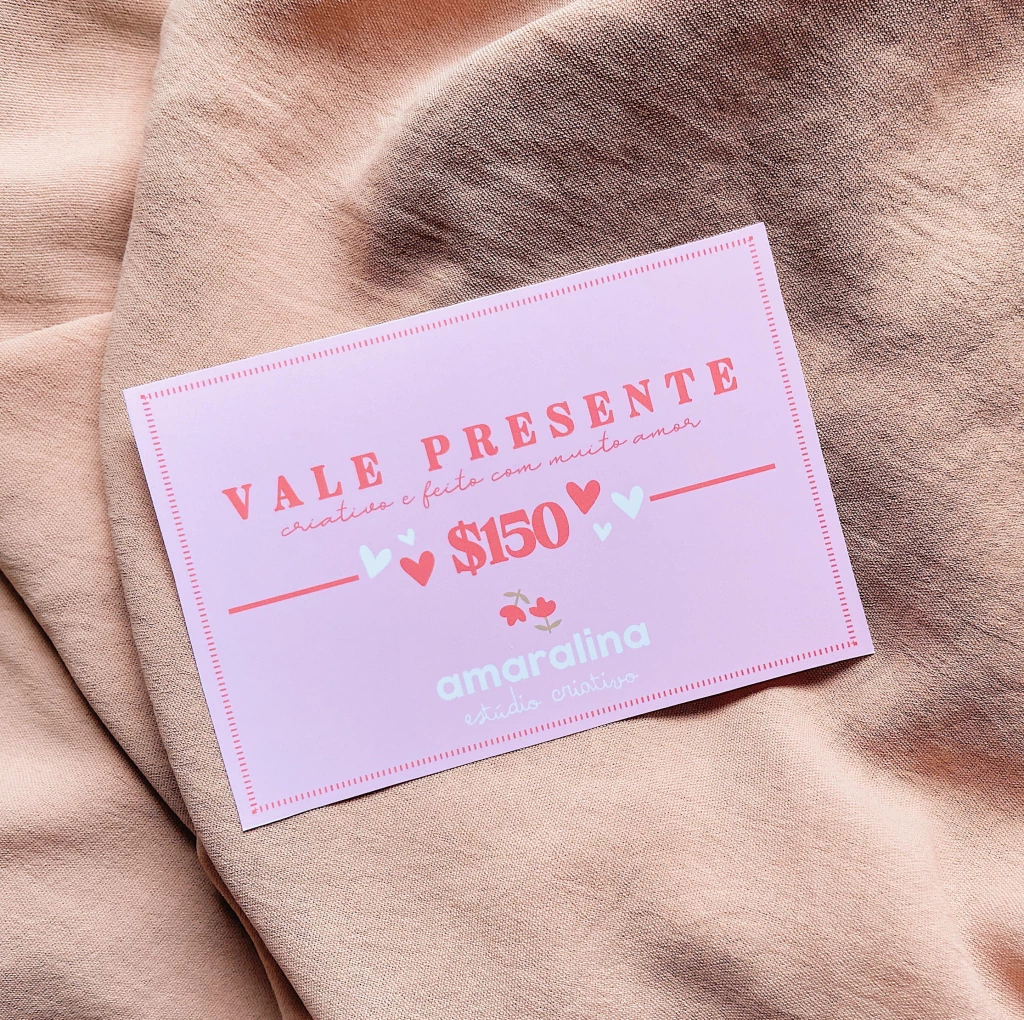 VALE PRESENTE
criativo e feito com muito amor
$150
amaralina
estúdio criativo